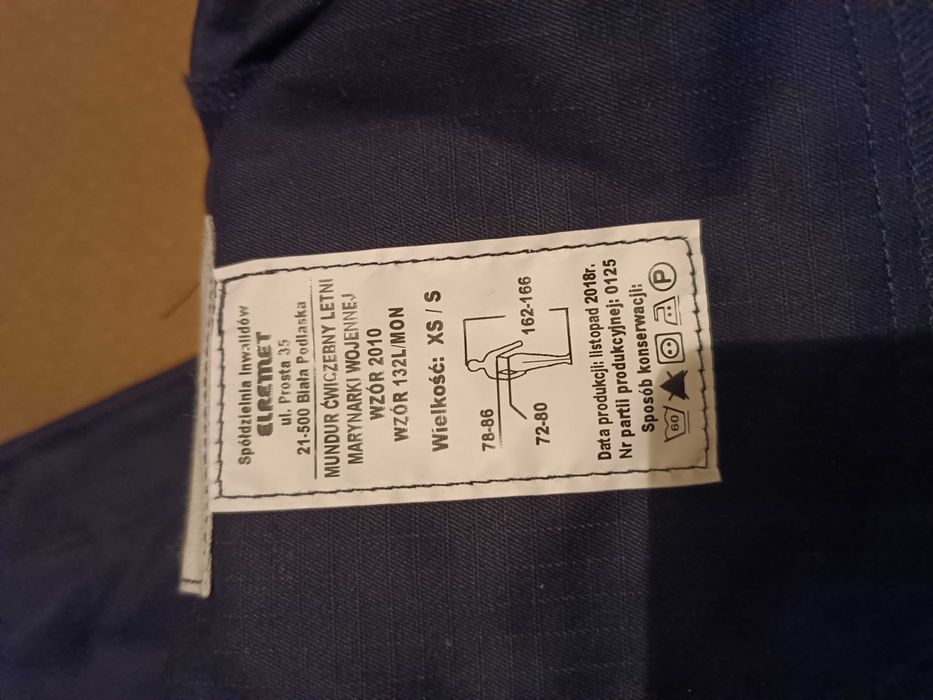 Spółdzielnia Inwalidów
ELREMET
ul. Prosta 35
21-500 Biała Podlaska
MUNDUR ĆWICZEBNY LETNI
MARYNARKI WOJENNEJ
WZÓR 2010
WZÓR 132L/MON
Wielkość: XS / S
78-86
162-166
72-80
Data produkcji: listopad 2018r.
Nr partii produkcyjnej: 0125
Sposób konserwacji:
60 P